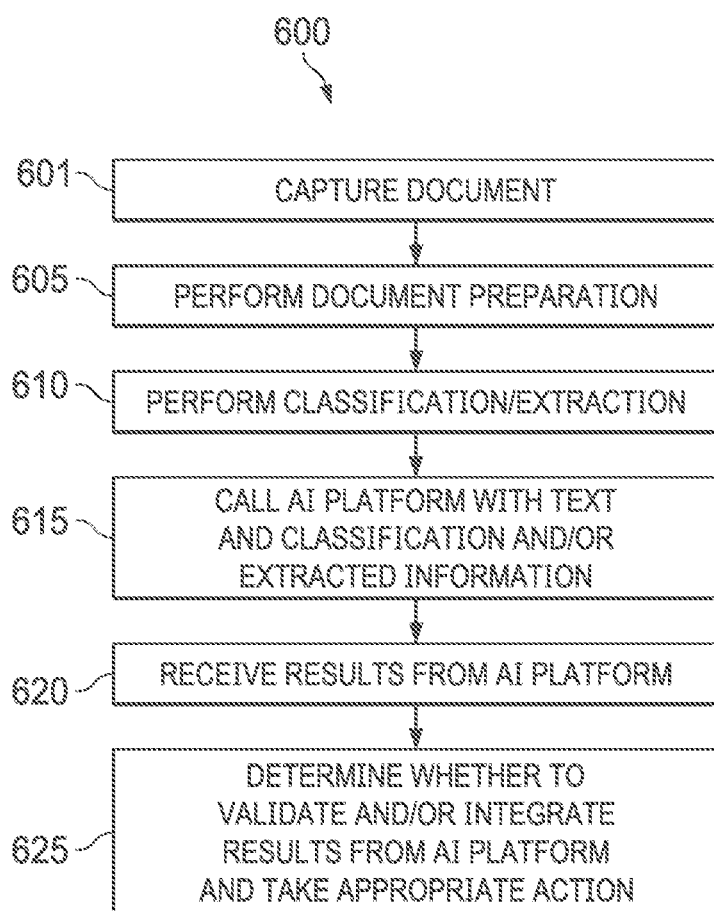 600
601
CAPTURE DOCUMENT
605
PERFORM DOCUMENT PREPARATION
610
PERFORM CLASSIFICATION/EXTRACTION
615
CALL AI PLATFORM WITH TEXT
AND CLASSIFICATION AND/OR
EXTRACTED INFORMATION
620
RECEIVE RESULTS FROM AI PLATFORM
625
DETERMINE WHETHER TO
VALIDATE AND/OR INTEGRATE
RESULTS FROM AI PLATFORM
AND TAKE APPROPRIATE ACTION